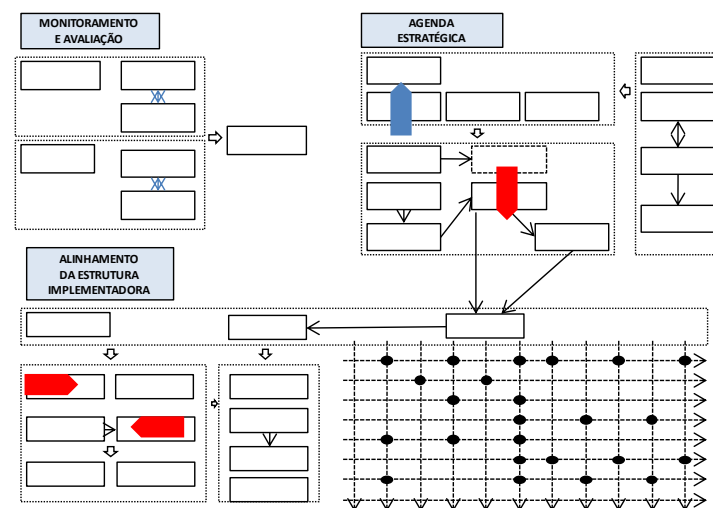 MONITORAMENTO
E AVALIAÇÃO
AGENDA
ESTRATÉGICA
ALINHAMENTO
DA ESTRUTURA
IMPLEMENTADORA